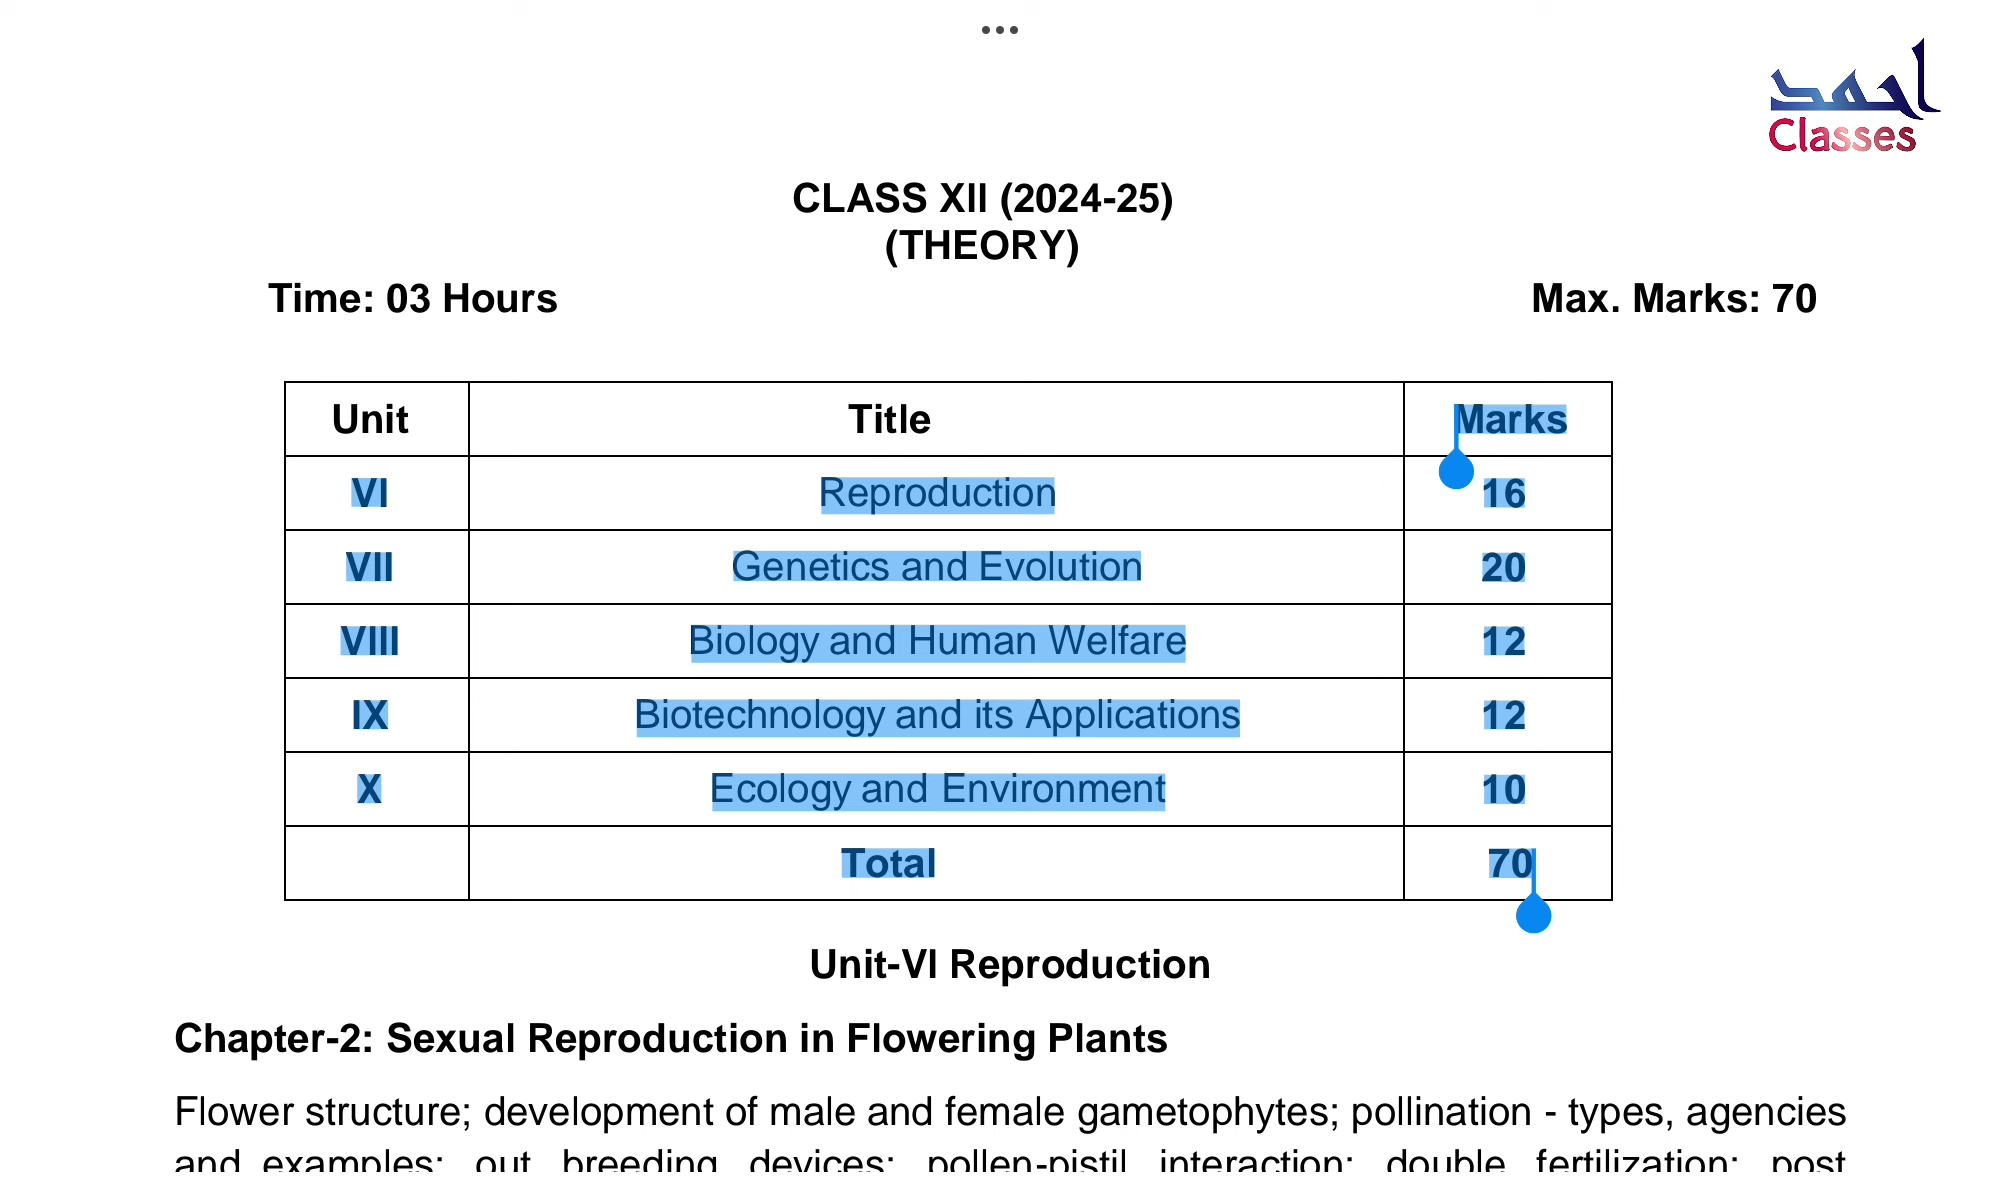 احمد
Classes
CLASS XII (2024-25)
(THEORY)
Time: 03 Hours Max. Marks: 70
Unit Title Marks
VI Reproduction 16
VII Genetics and Evolution 20
VIII Biology and Human Welfare 12
IX Biotechnology and its Applications 12
X Ecology and Environment 10
Total 70
Unit-VI Reproduction
Chapter-2: Sexual Reproduction in Flowering Plants
Flower structure; development of male and female gametophytes; pollination - types, agencies
and examples; out breeding devices; pollen-pistil interaction; double fertilization; post